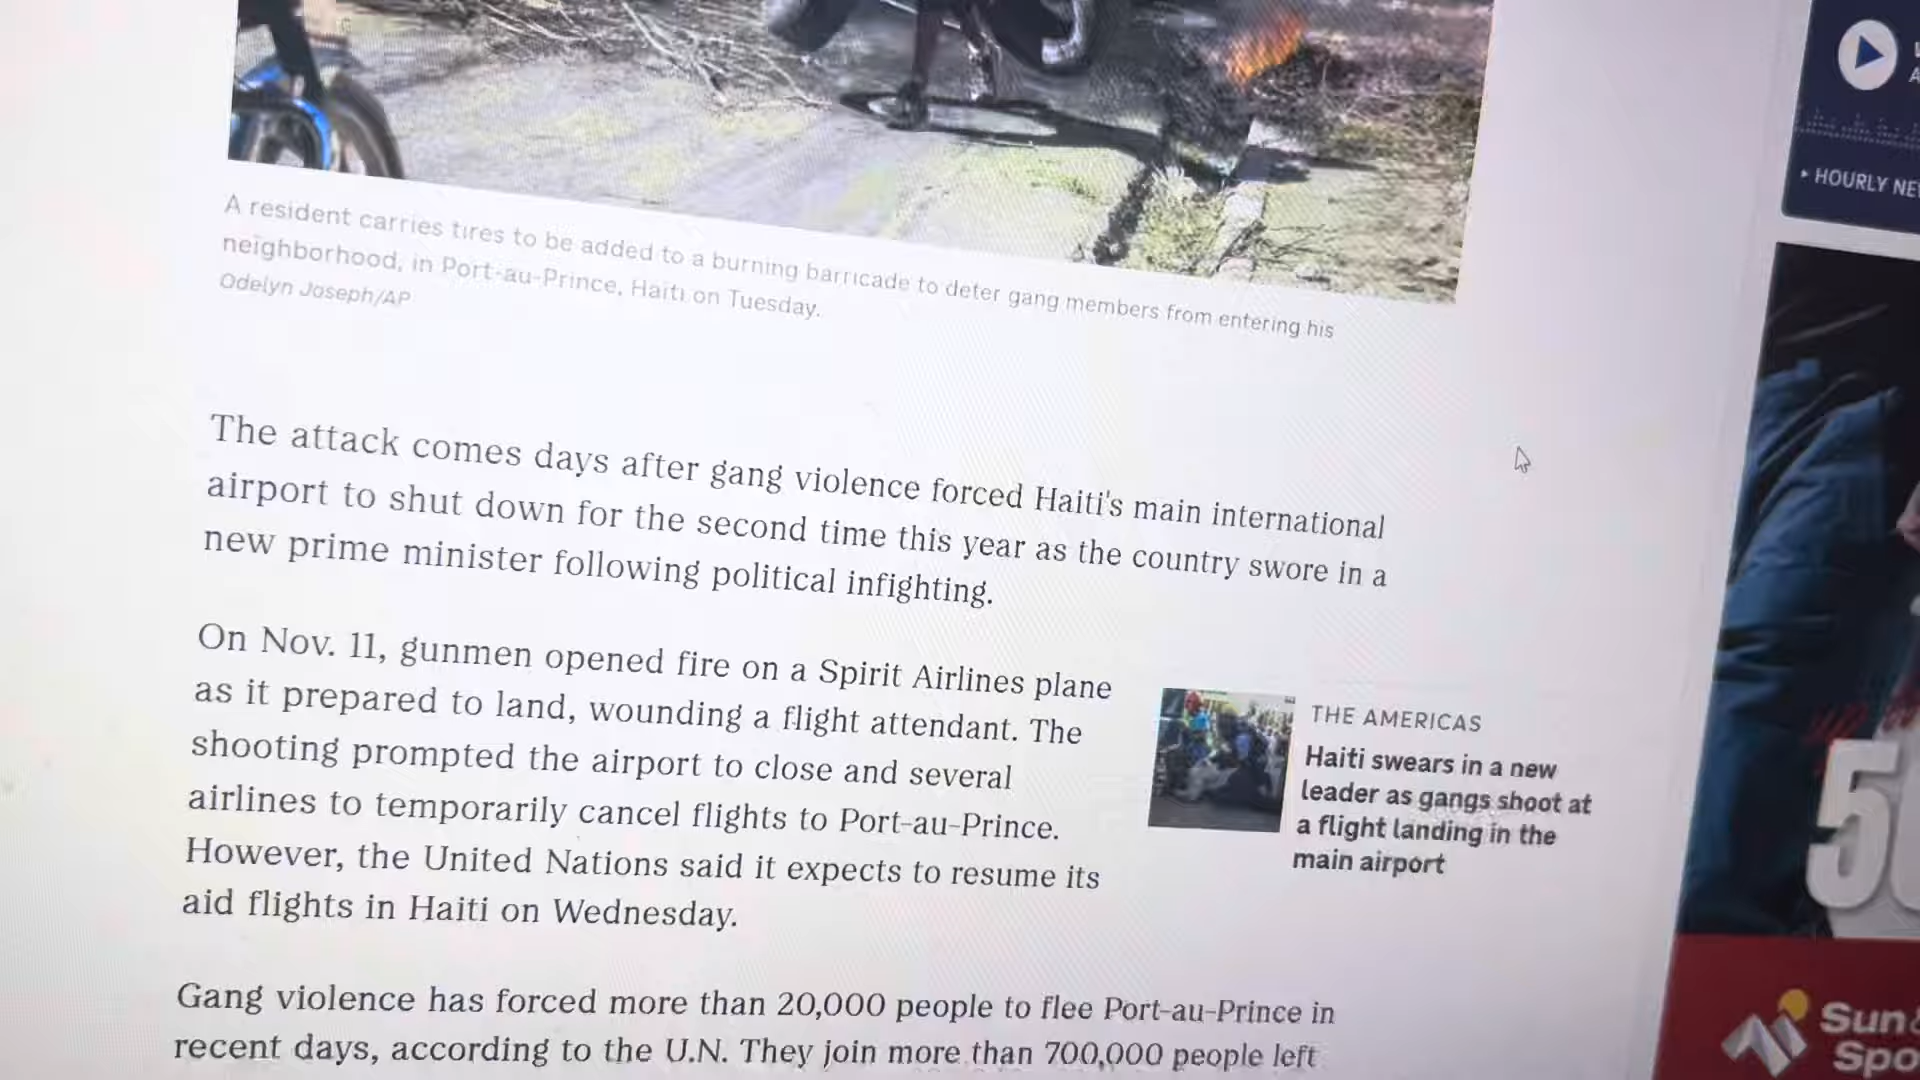 A resident carries tires to be added to a burning barricade to deter gang members from entering his
neighborhood, in Port-au-Prince, Haiti on Tuesday.
Odelyn Joseph/AP
The attack comes days after gang violence forced Haiti's main international
airport to shut down for the second time this year as the country swore in a
new prime minister following political infighting.
On Nov. 11, gunmen opened fire on a Spirit Airlines plane
as it prepared to land, wounding a flight attendant. The
shooting prompted the airport to close and several
airlines to temporarily cancel flights to Port-au-Prince.
However, the United Nations said it expects to resume its
aid flights in Haiti on Wednesday.
THE AMERICAS
Haiti swears in a new
leader as gangs shoot at
a flight landing in the
main airport
Gang violence has forced more than 20,000 people to flee Port-au-Prince in
recent days, according to the U.N. They join more than 700,000 people left
HOURLY
Sun